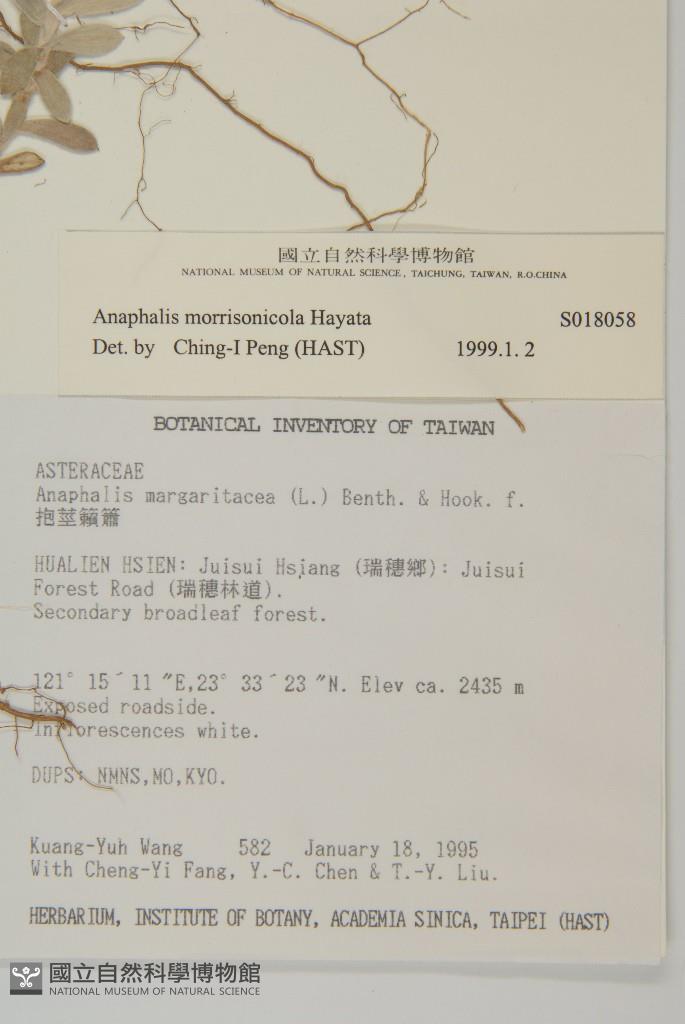 國立自然科學博物館
NATIONAL MUSEUM OF NATURAL SCIENCE, TAICHUNG, TAIWAN, R.O.CHINA
Anaphalis morrisonicola Hayata S018058
Det. by Ching-I Peng (HAST) 1999.1. 2
BOTANICAL INVENTORY OF TAIWAN
ASTERACEAE
Anaphalis margaritacea (L.) Benth. & Hook. f.
抱莖籟簫
HUALIEN HSIEN: Juisui Hsiang (瑞穗鄉): Juisui
Forest Road (瑞穗林道).
Secondary broadleaf forest.
121° 15´ 11 ″E,23° 33´ 23 ″N. Elev ca. 2435 m
Exposed roadside.
Inflorescences white.
DUPS: NMNS,MO,KYO.
Kuang-Yuh Wang 582 January 18, 1995
With Cheng-Yi Fang, Y.-C. Chen & T.-Y. Liu.
HERBARIUM, INSTITUTE OF BOTANY, ACADEMIA SINICA, TAIPEI (HAST)
國立自然科學博物館
NATIONAL MUSEUM OF NATURAL SCIENCE